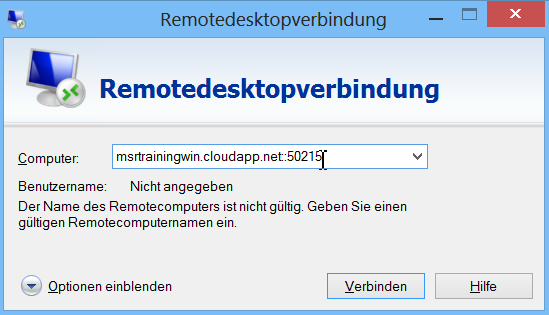 Remotedesktopverbindung
Remotedesktopverbindung
Computer: msrtrainingwin.cloudapp.net::50215
Benutzername: Nicht angegeben
Der Name des Remotecomputers ist nicht gültig. Geben Sie einen
gültigen Remotecomputernamen ein.
Optionen einblenden Verbinden Hilfe